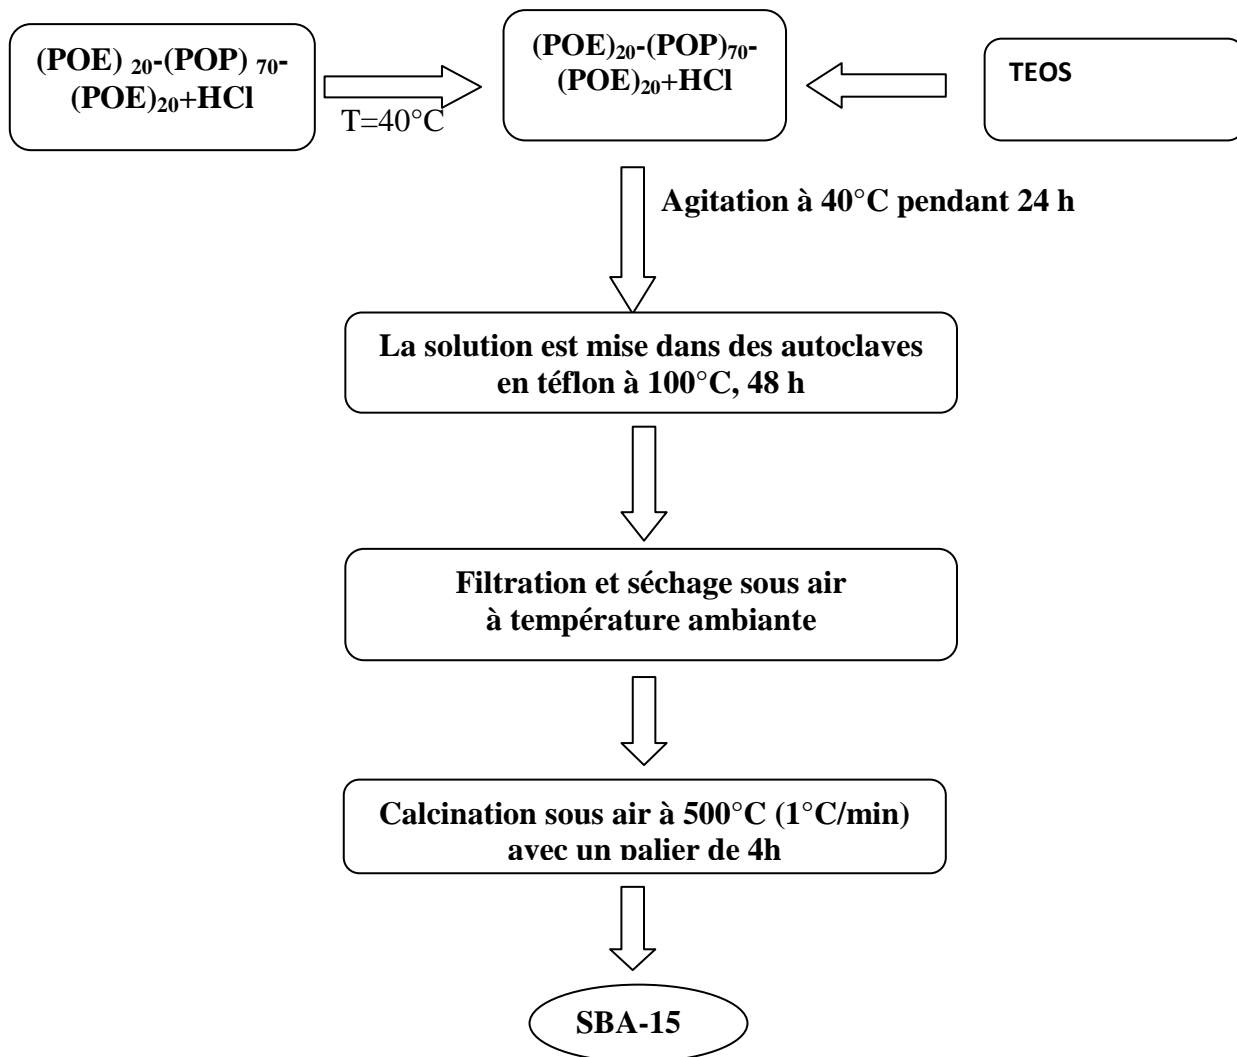 (POE) 20-(POP) 70-
(POE)20+HCl
T=40°C
(POE)20-(POP)70-
(POE)20+HCl
TEOS
Agitation à 40°C pendant 24 h
La solution est mise dans des autoclaves
en téflon à 100°C, 48 h
Filtration et séchage sous air
à température ambiante
Calcination sous air à 500°C (1°C/min)
avec un palier de 4h
SBA-15